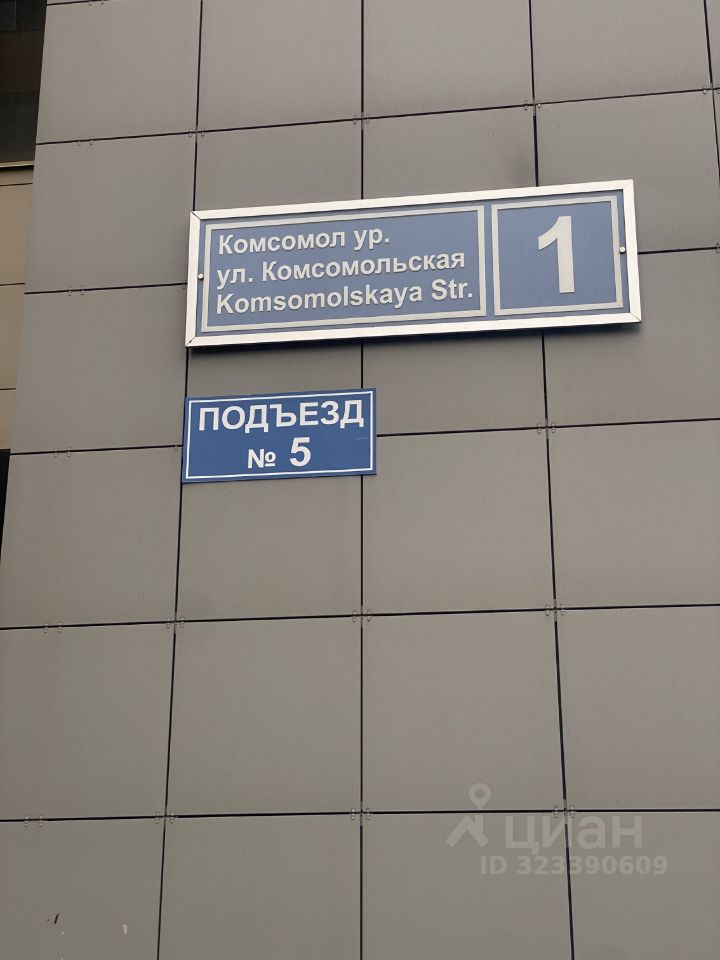 Комсомол ур.
ул. Комсомольская
Komsomolskaya Str.
1
ПОДЪЕЗД
№ 5
циан
ID 323390609